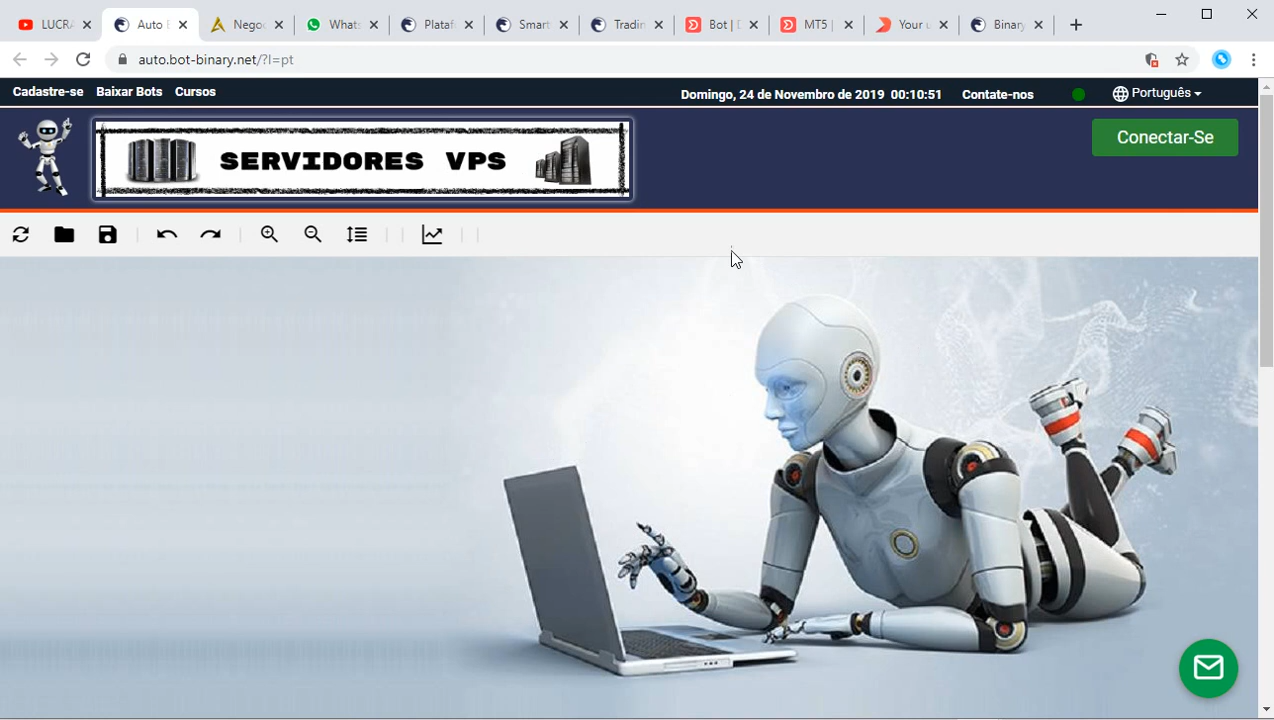 LUCRA
Auto
Negoc
Whats
Plataf
Smart
Tradin
Bot | D
MT5 |
Your u
Binary
auto.bot-binary.net/?l=pt
Cadastre-se Baixar Bots Cursos
Domingo, 24 de Novembro de 2019 00:10:51 Contate-nos
Português
SERVIDORES VPS
Conectar-Se